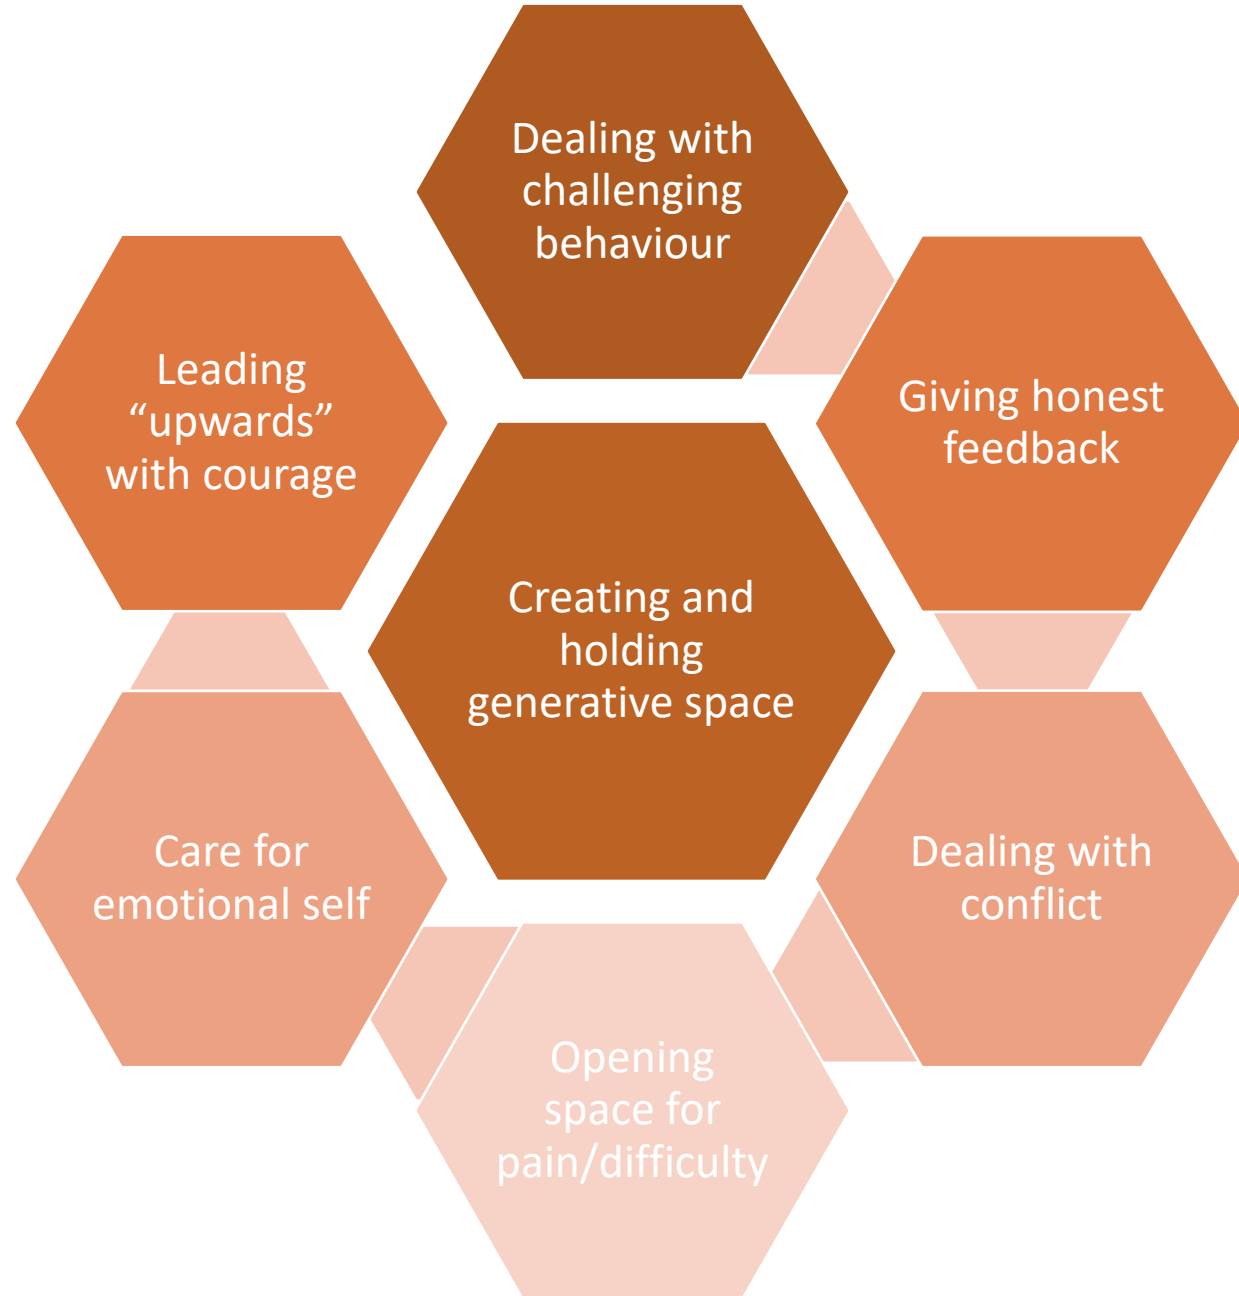 Dealing with
challenging
behaviour
Giving honest
feedback
Dealing with
conflict
Opening
space for
pain/difficulty
Care for
emotional self
Leading
“upwards”
with courage
Creating and
holding
generative space